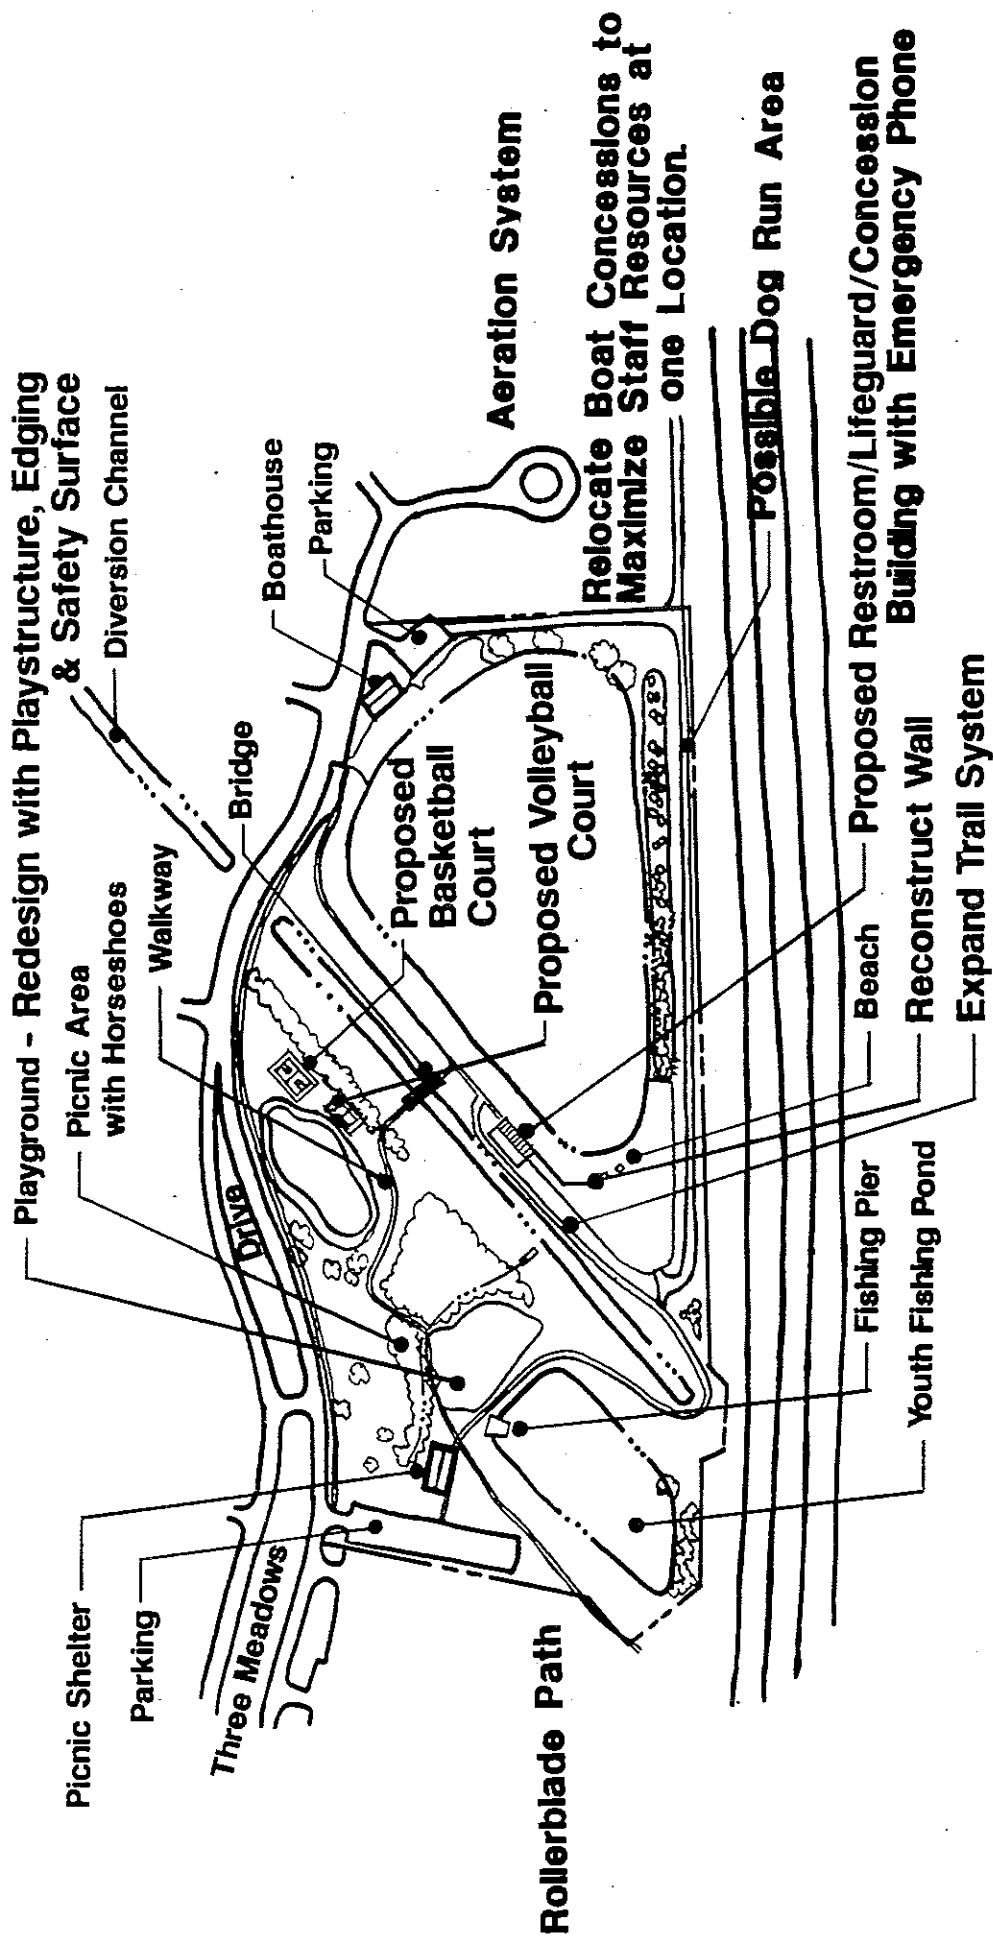 Playground - Redesign with Playstructure, Edging
& Safety Surface
Diversion Channel
Picnic Area
with Horseshoes
Walkway
Bridge
Boathouse
Parking
Picnic Shelter
Parking
Three Meadows
Drive
Proposed
Basketball
Court
Proposed Volleyball
Court
Aeration System
Relocate Boat Concessions to
Maximize Staff Resources at
one Location.
Possible Dog Run Area
Proposed Restroom/Lifeguard/Concession
Building with Emergency Phone
Beach
Reconstruct Wall
Expand Trail System
Fishing Pier
Youth Fishing Pond
Rollerblade Path